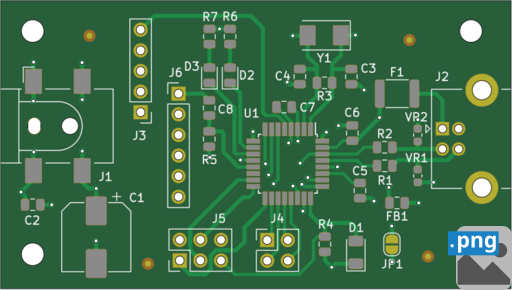 R7 R6
Y1
D3 D2
J6
C4 C3
R3
F1 J2
C8 C7
U1
J3
C6 VR2
R5
R2
VR1
R1
J1
C5
C2 C1 +
FB1
J5 J4
R4 D1
JP1
.png